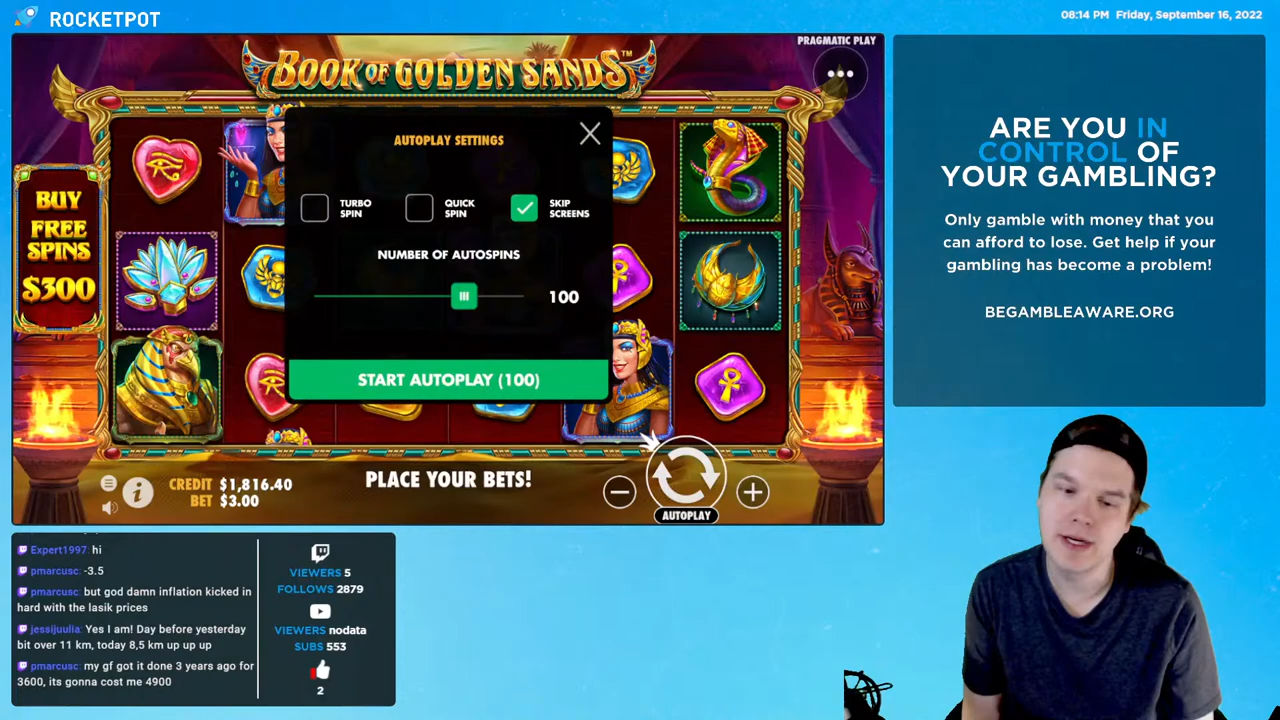 ROCKETPOT
08:14 PM Friday, September 16, 2022
PRAGMATIC PLAY
BOOK OF GOLDEN SANDS™
AUTOPLAY SETTINGS
TURBO
SPIN
QUICK
SPIN
SKIP
SCREENS
NUMBER OF AUTOSPINS
100
START AUTOPLAY (100)
BUY
FREE
SPINS
$300
CREDIT $1,816.40
BET $3.00
PLACE YOUR BETS!
AUTOPLAY
ARE YOU IN
CONTROL OF
YOUR GAMBLING?
Only gamble with money that you
can afford to lose. Get help if your
gambling has become a problem!
BEGAMBLEAWARE.ORG
Expert1997: hi
pmarcusc: -3.5
pmarcusc: but god damn inflation kicked in
hard with the lasik prices
jessijuulia: Yes I am! Day before yesterday
bit over 11 km, today 8,5 km up up up
pmarcusc: my gf got it done 3 years ago for
3600, its gonna cost me 4900
VIEWERS 5
FOLLOWS 2879
VIEWERS nodata
SUBS 553
2